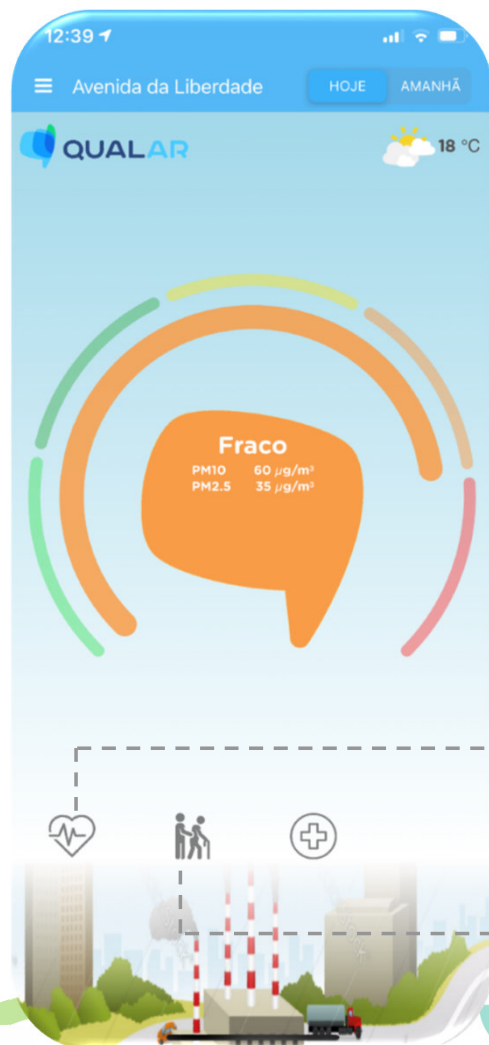 12:39
Avenida da Liberdade HOJE AMANHÃ
QUALAR 18 °C
Fraco
PM10 60 µg/m³
PM2.5 35 µg/m³